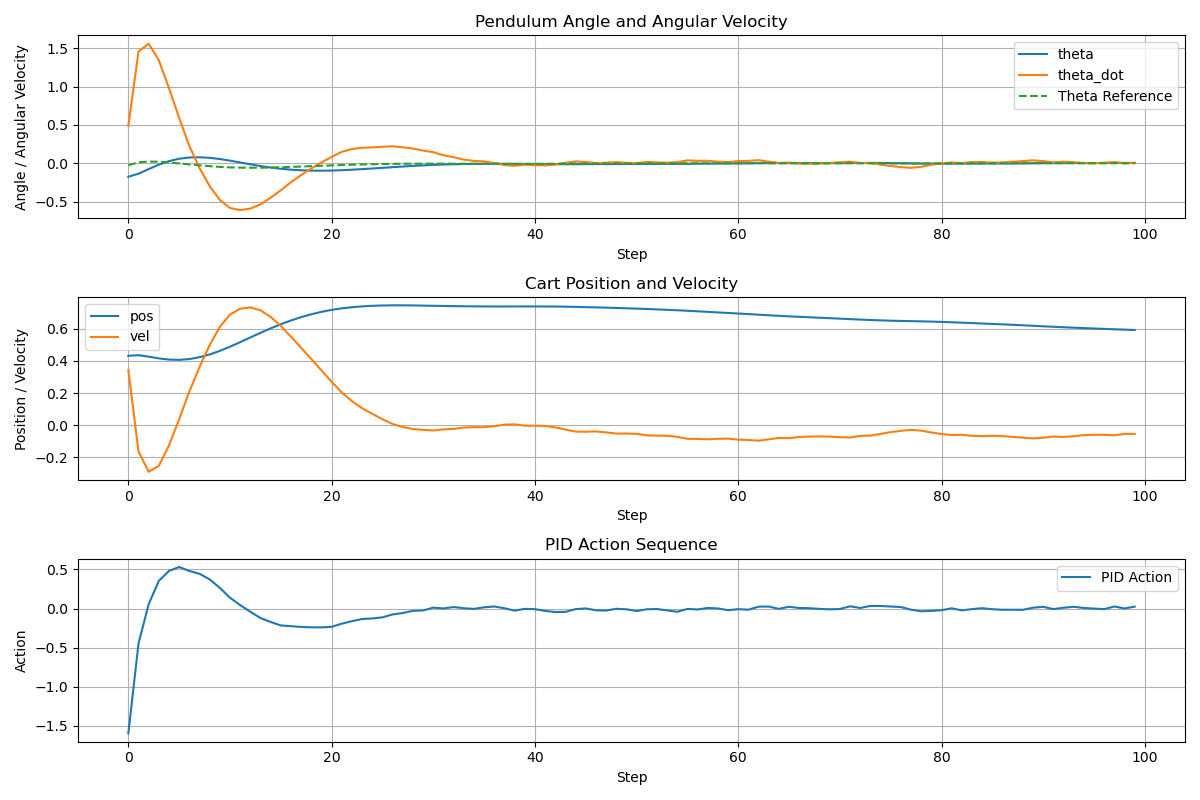 Pendulum Angle and Angular Velocity
Angle / Angular Velocity
1.5
1.0
0.5
0.0
−0.5
theta
theta_dot
Theta Reference
0 20 40 60 80 100
Step
Cart Position and Velocity
Position / Velocity
0.6
0.4
0.2
0.0
−0.2
pos
vel
0 20 40 60 80 100
Step
PID Action Sequence
Action
0.5
0.0
−0.5
−1.0
−1.5
PID Action
0 20 40 60 80 100
Step